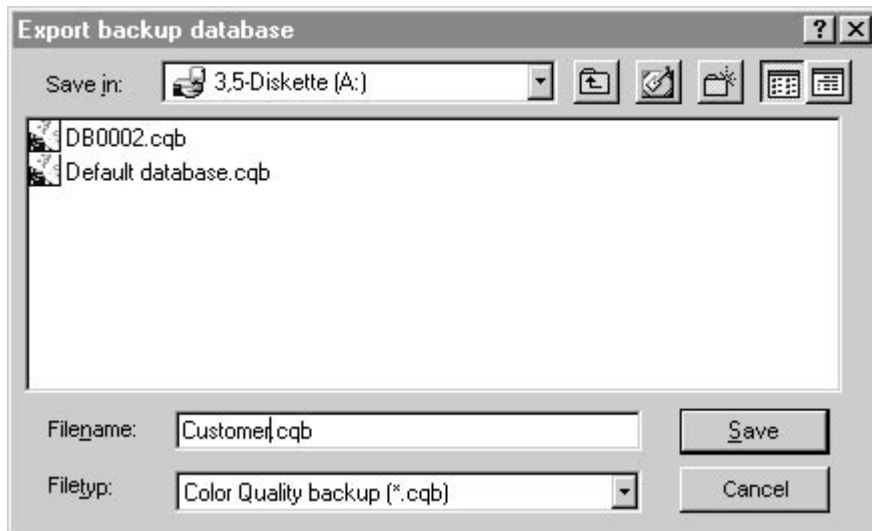 Export backup database
Save in: 3,5-Diskette (A:)
DB0002.cqb
Default database.cqb
Filename: Customer.cqb Save
Filetyp: Color Quality backup (*.cqb) Cancel